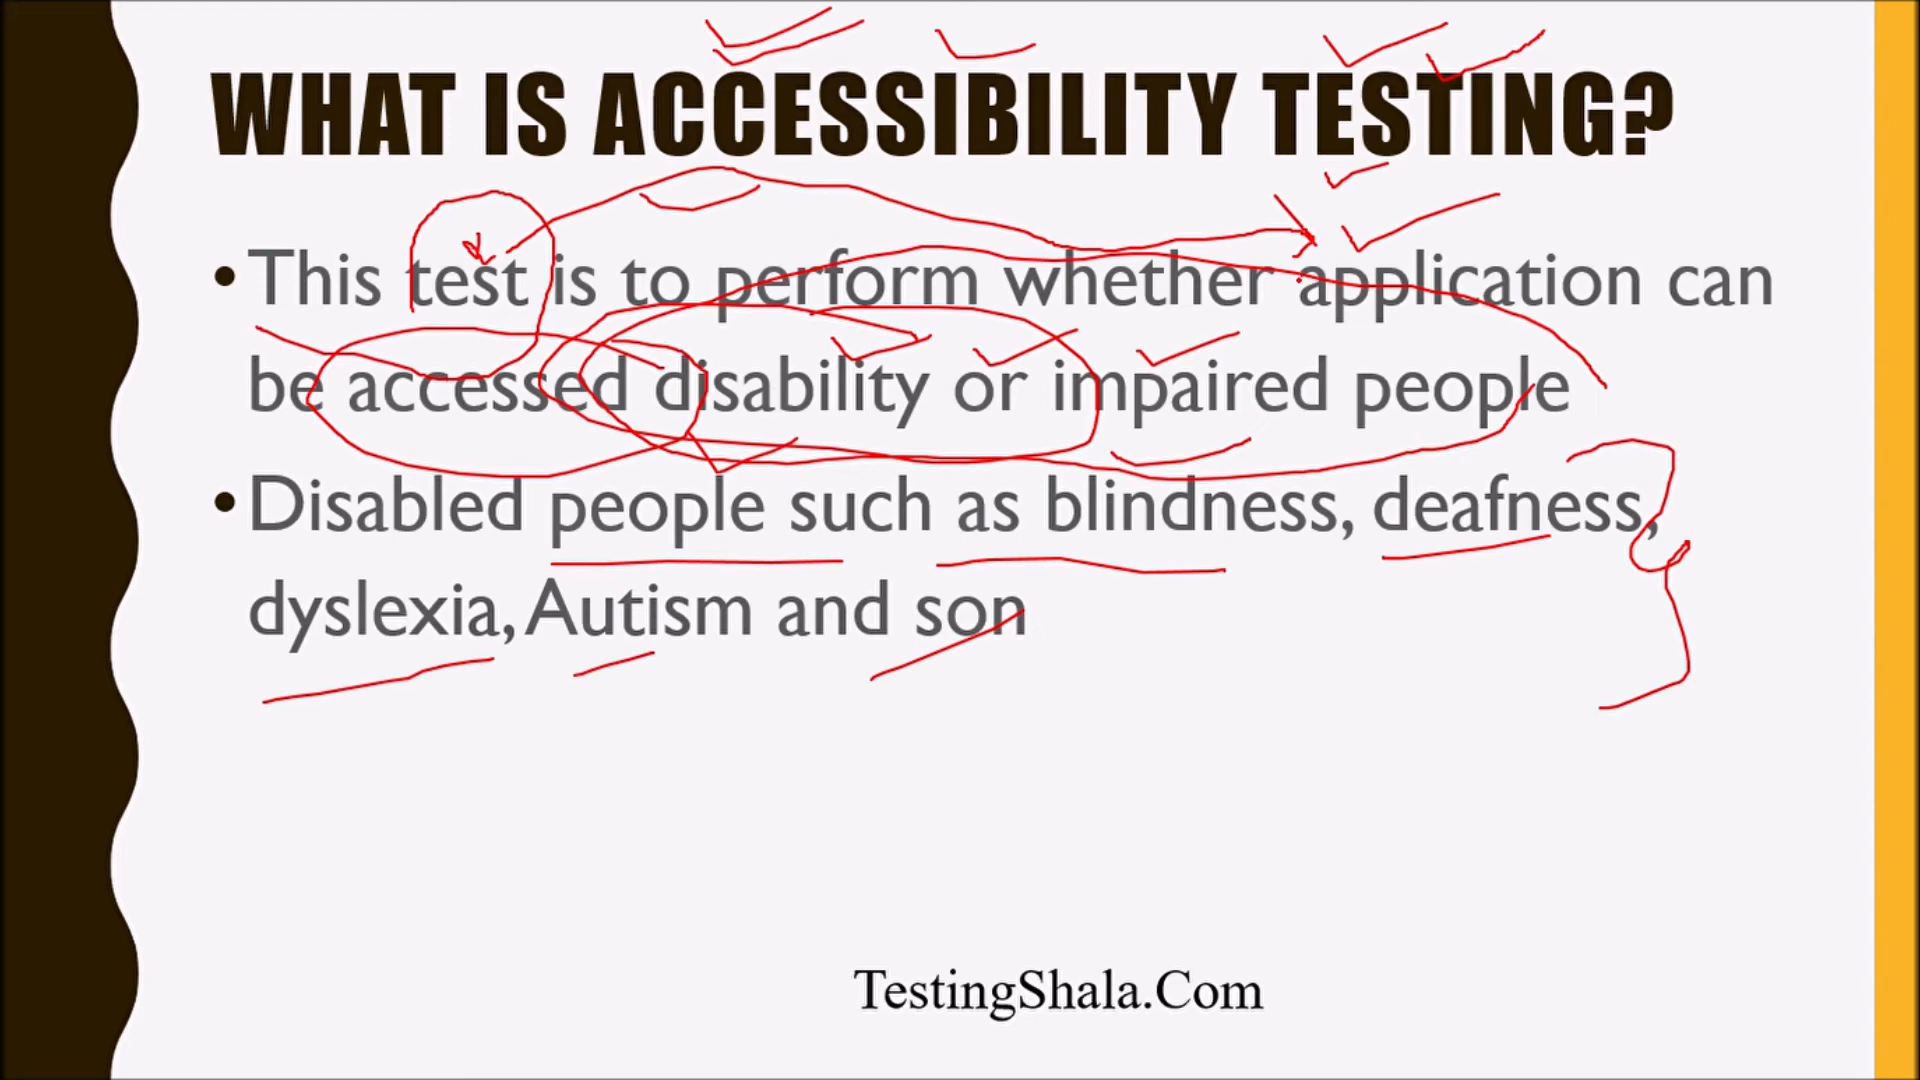 WHAT IS ACCESSIBILITY TESTING?
• This test is to perform whether application can
be accessed disability or impaired people
• Disabled people such as blindness, deafness,
dyslexia, Autism and son
TestingShala.Com